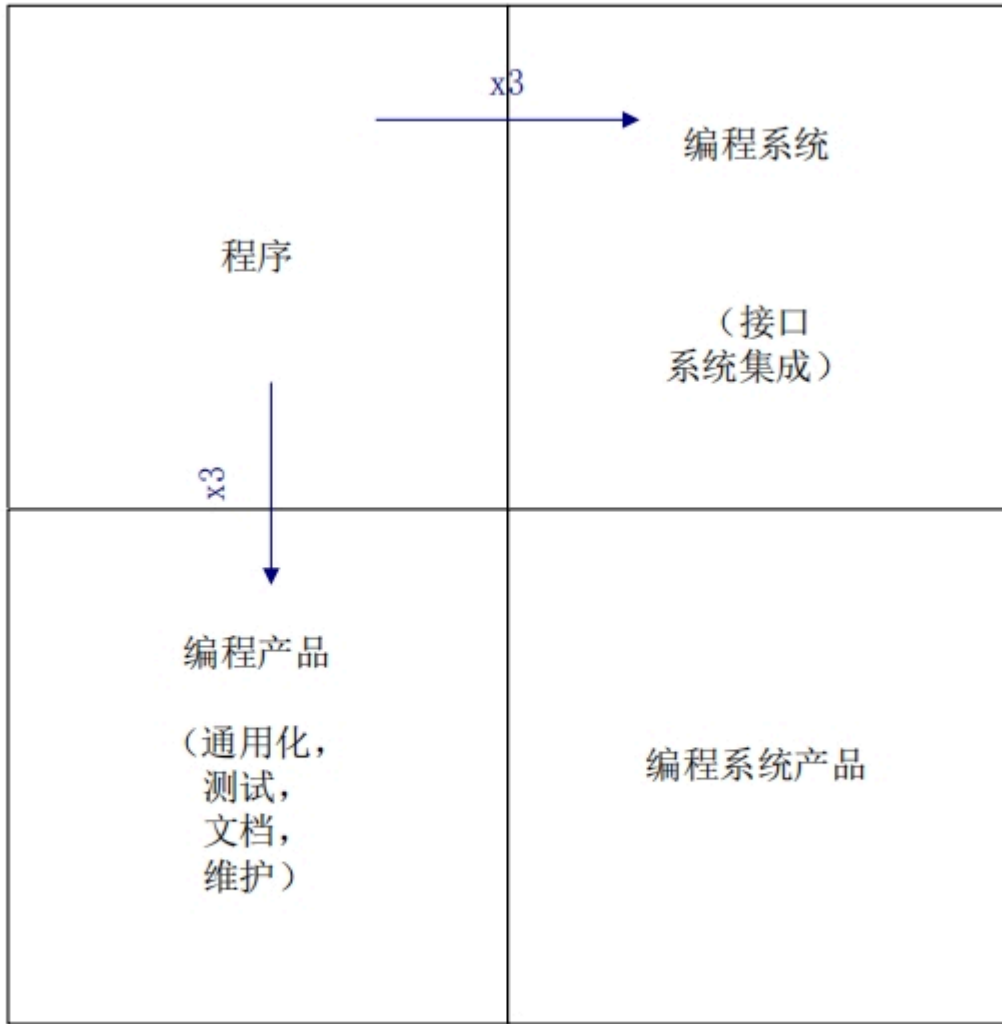 x3
编程系统
程序
（接口
系统集成）
x3
编程产品
（通用化，
测试，
文档，
维护）
编程系统产品